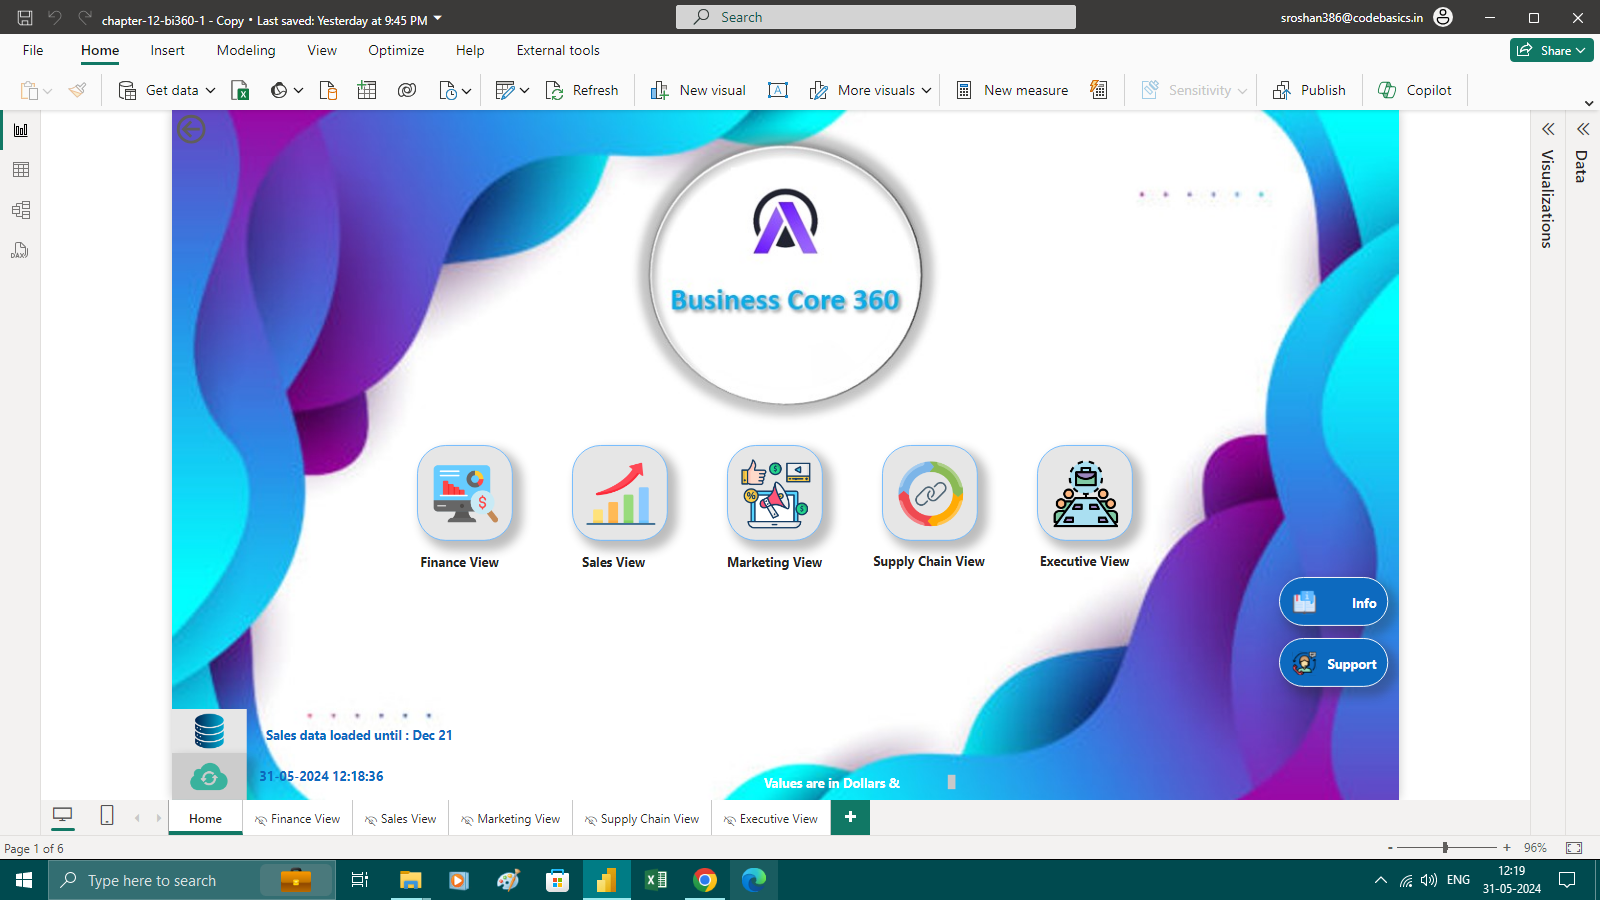 chapter-12-bi360-1 - Copy • Last saved: Yesterday at 9:45 PM
Search
sroshan386@codebasics.in
File Home Insert Modeling View Optimize Help External tools
Share
Get data Refresh New visual More visuals New measure Sensitivity Publish Copilot
DAX
Visualizations
Data
Business Core 360
Finance View Sales View Marketing View Supply Chain View Executive View
Info
Support
Sales data loaded until : Dec 21
31-05-2024 12:18:36
Values are in Dollars &
Home Finance View Sales View Marketing View Supply Chain View Executive View
Page 1 of 6
- + 96%
Type here to search
ENG
12:19
31-05-2024